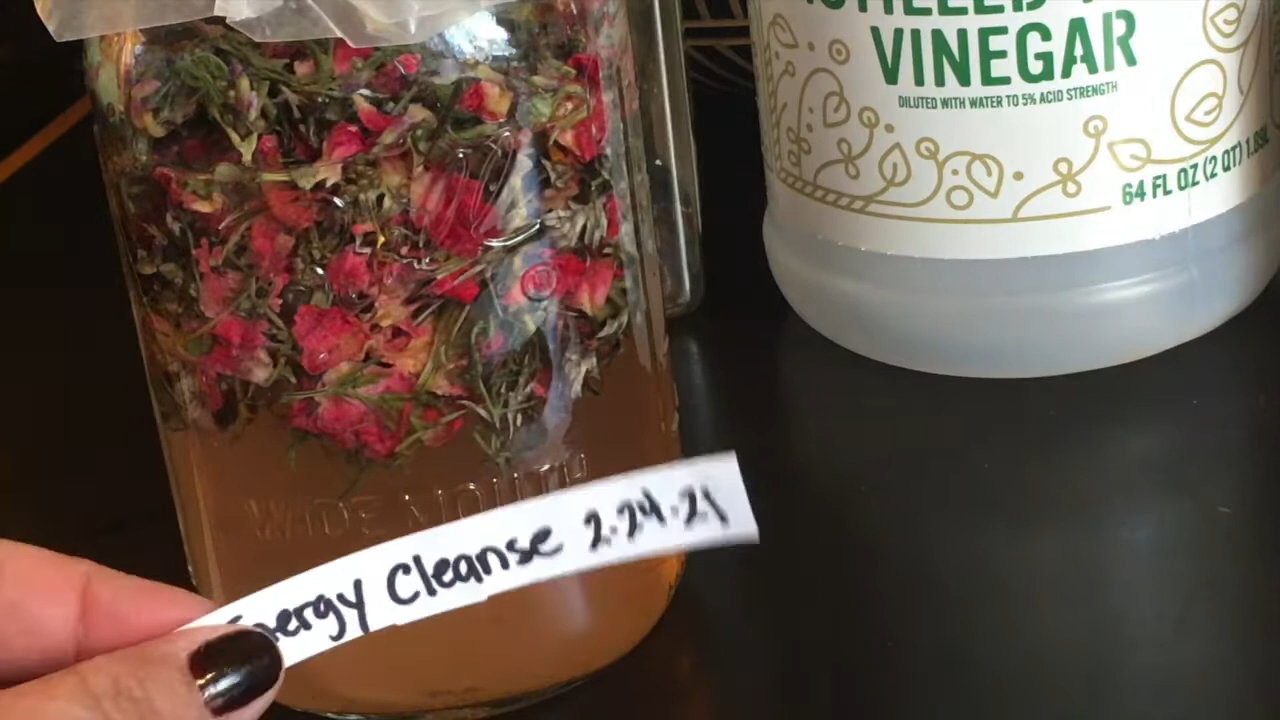 VINEGAR
DILUTED WITH WATER TO 5% ACID STRENGTH
64 FL OZ (2 QT)
WIDE MOUTH
Energy Cleanse 2.24.21